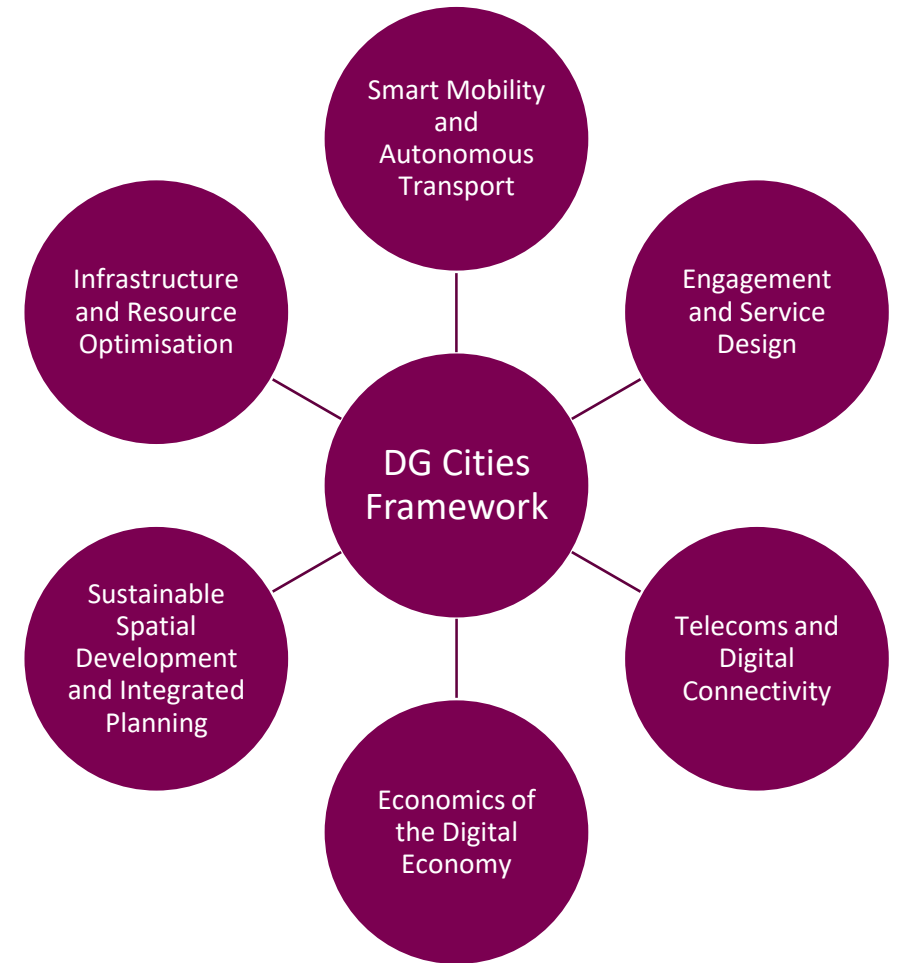 Smart Mobility
and
Autonomous
Transport
Infrastructure
and Resource
Optimisation
Engagement
and Service
Design
DG Cities
Framework
Sustainable
Spatial
Development
and Integrated
Planning
Telecoms and
Digital
Connectivity
Economics of
the Digital
Economy